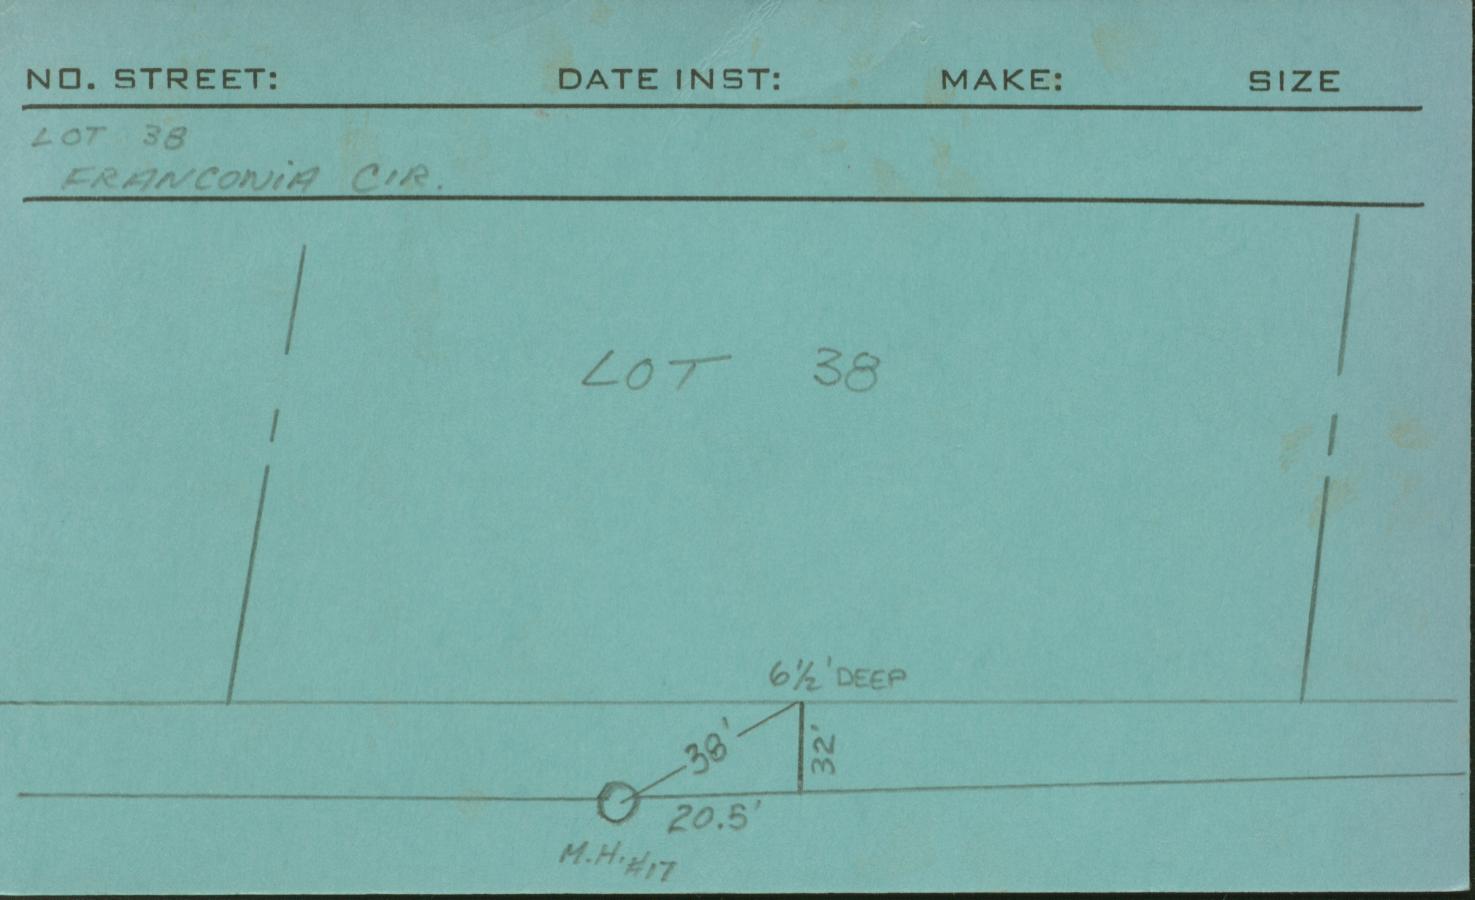 NO. STREET: DATE INST: MAKE: SIZE
LOT 38
FRANCONIA CIR.
LOT 38
6½' DEEP
38'
32'
20.5'
M.H. #17